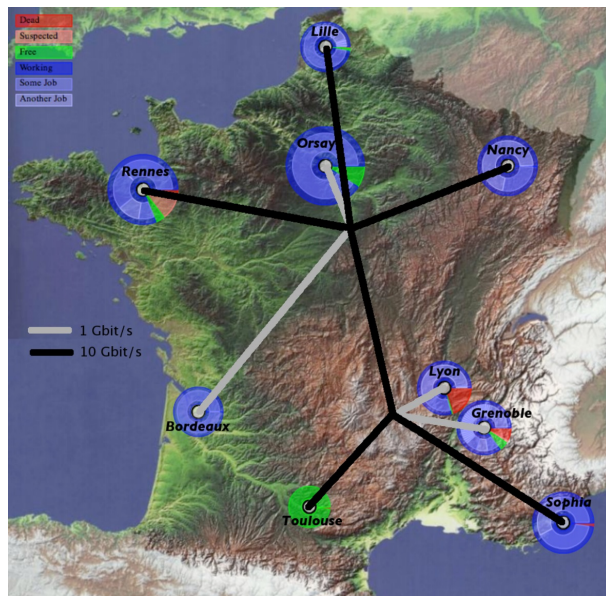 Dead
Suspected
Free
Working
Some Job
Another Job
Lille
Orsay
Nancy
Rennes
1 Gbit/s
10 Gbit/s
Lyon
Grenoble
Bordeaux
Sophia
Toulouse